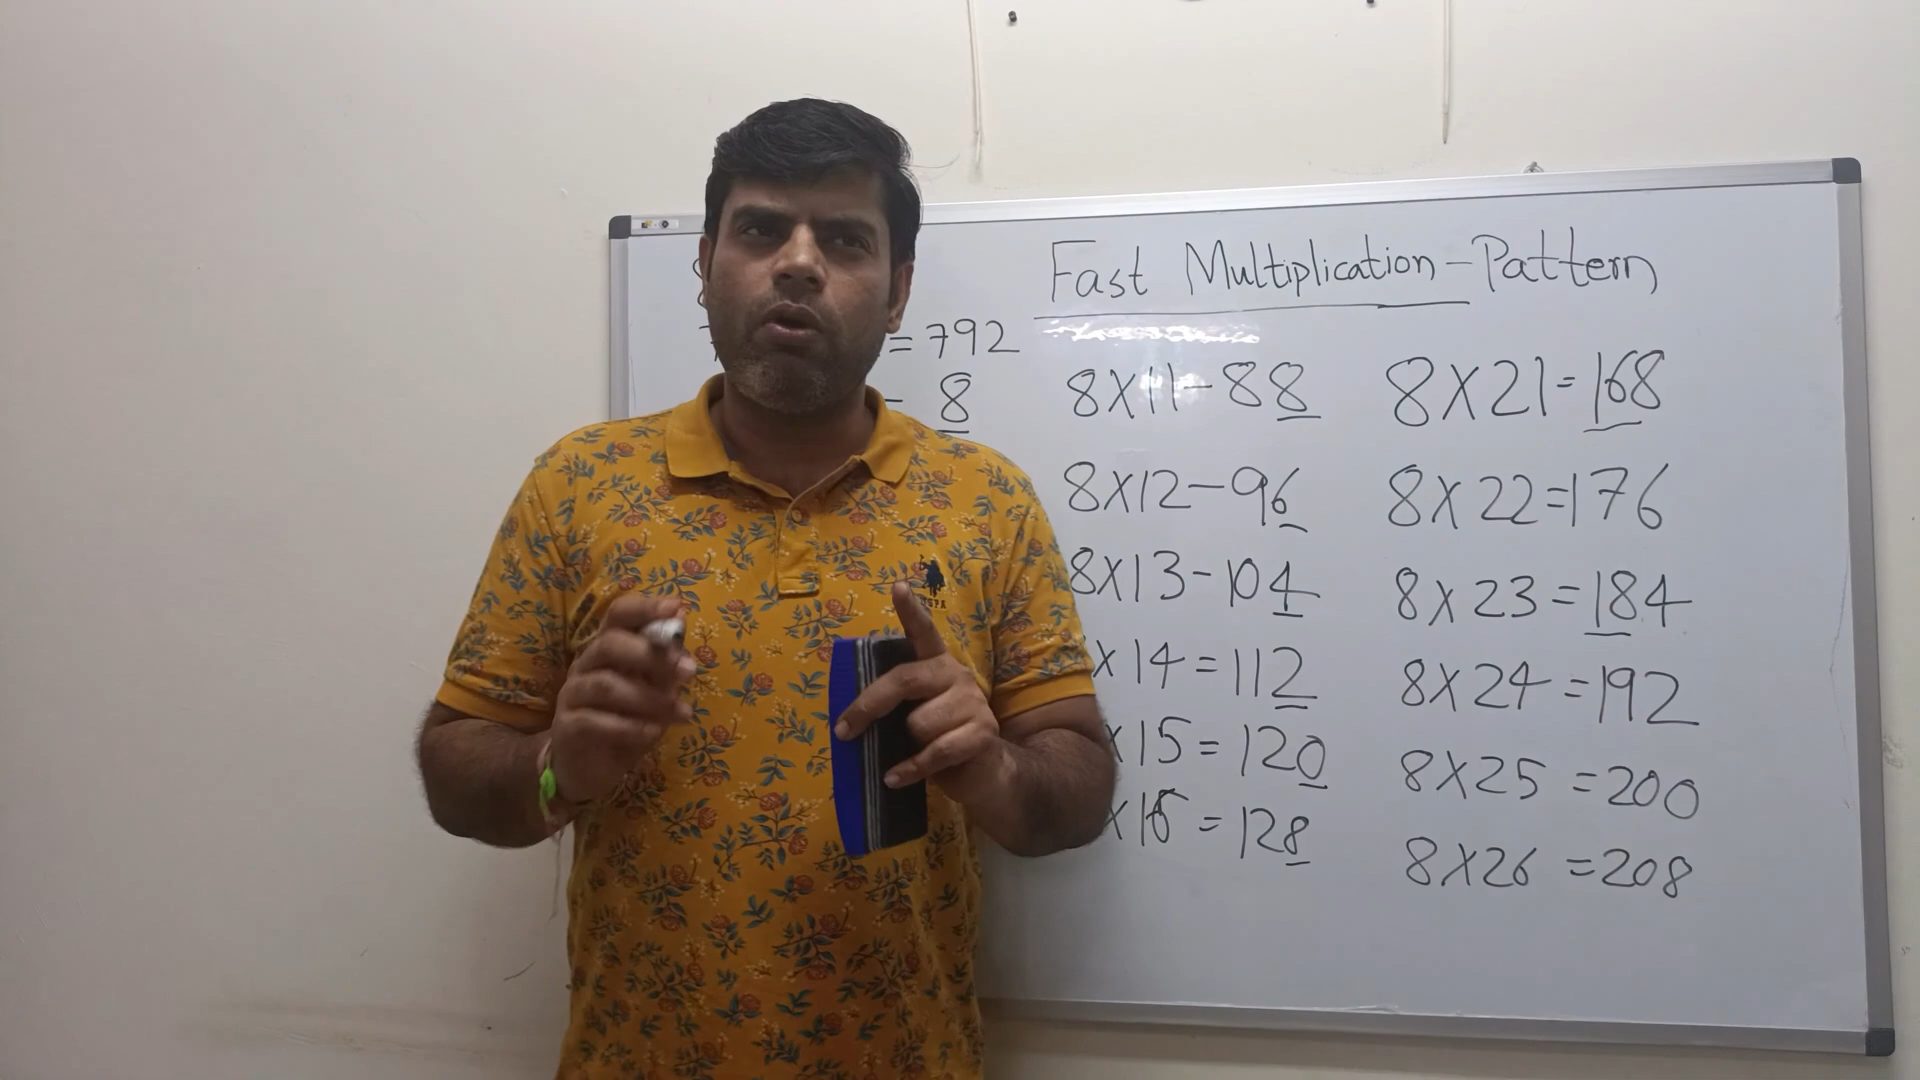 Fast Multiplication - Pattern
= 792
- 8
8X11-88
8X12-96
8X13-104
X14=112
X15=120
X16=128
8X21=168
8X22=176
8X23=184
8X24=192
8X25=200
8X26=208